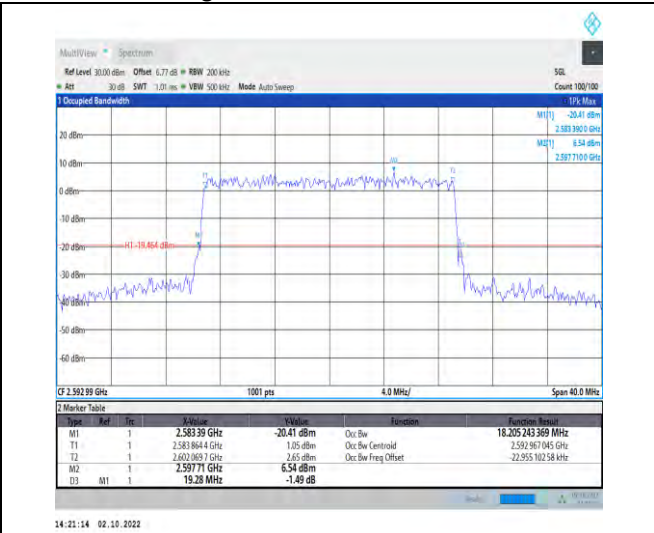 MultiView Spectrum
Ref Level 30.00 dBm Offset 6.77 dB RBW 200 kHz SGL
Att 30 dB SWT 1.01 ms VBW 500 kHz Mode Auto Sweep Count 100/100
1 Occupied Bandwidth 1Pk Max
M1[1] -20.41 dBm
2.583 3900 GHz
M2[1] 6.54 dBm
2.597 7100 GHz
20 dBm
10 dBm
0 dBm
-10 dBm
-20 dBm
H1 -19.464 dBm
-30 dBm
-40 dBm
-50 dBm
-60 dBm
T1
M2
T2
CF 2.592 99 GHz 1001 pts 4.0 MHz/ Span 40.0 MHz
2 Marker Table
Type Ref Trc X-Value Y-Value Function Function Result
M1 1 2.583 39 GHz -20.41 dBm Occ Bw 18.205 243 369 MHz
T1 1 2.583 864 4 GHz 1.05 dBm Occ Bw Centroid 2.592 967 045 GHz
T2 1 2.602 069 7 GHz 2.65 dBm Occ Bw Freq Offset -22.955 102 58 kHz
M2 1 2.597 71 GHz 6.54 dBm
D3 M1 1 19.28 MHz -1.49 dB
14:21:14 02.10.2022